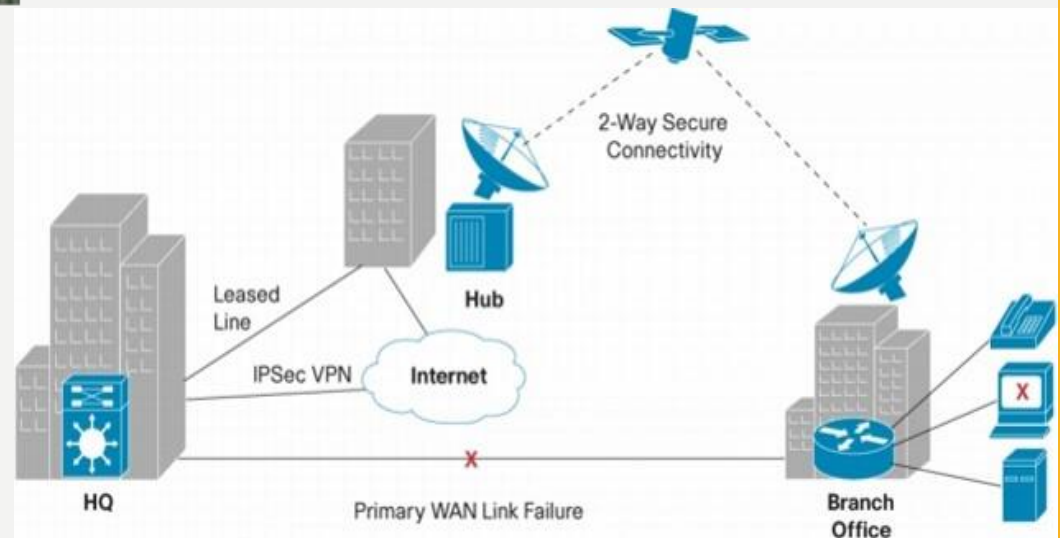 2-Way Secure
Connectivity
Leased
Line
Hub
IPSec VPN
Internet
X
X
HQ
Primary WAN Link Failure
Branch
Office